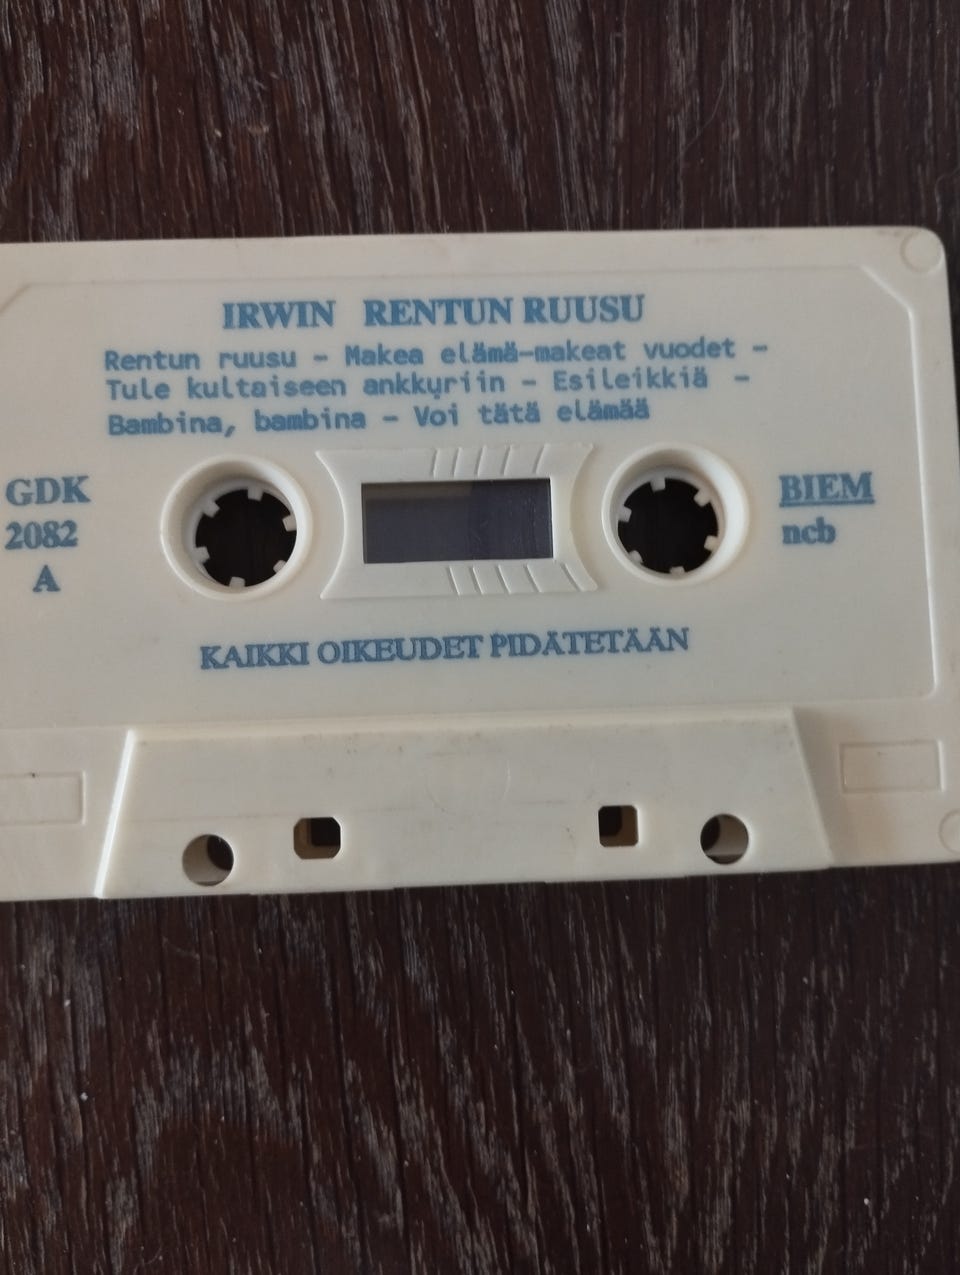 IRWIN RENTUN RUUSU
Rentun ruusu – Makea elämä–makeat vuodet –
Tule kultaiseen ankkyriin – Esileikkiä –
Bambina, bambina – Voi tätä elämää
GDK
2082
A
BIEM
ncb
KAIKKI OIKEUDET PIDÄTETÄÄN